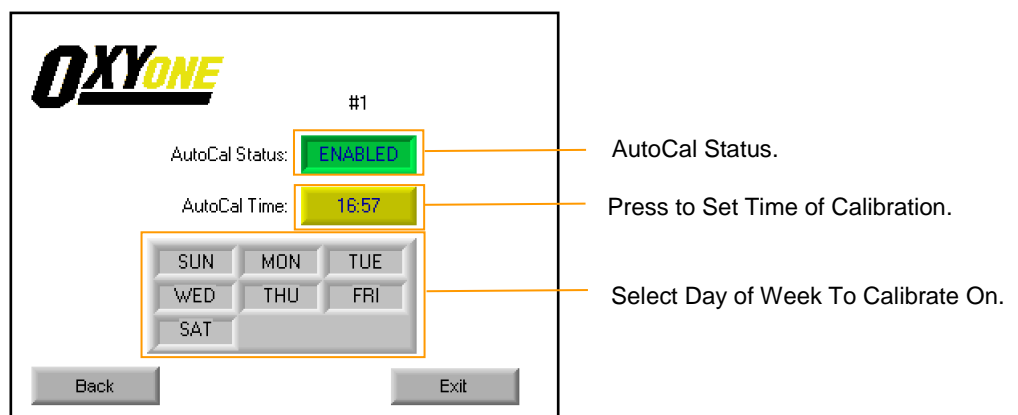 OXYONE
#1
AutoCal Status: ENABLED
AutoCal Status.
AutoCal Time: 16:57
Press to Set Time of Calibration.
SUN MON TUE
WED THU FRI
Select Day of Week To Calibrate On.
SAT
Back Exit